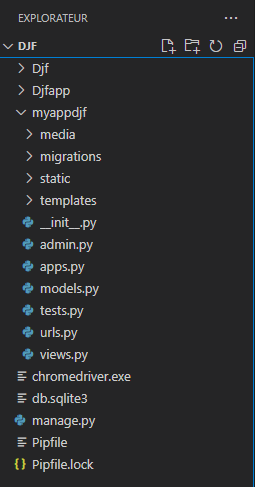 EXPLORATEUR
DJF
Djf
Djfapp
myappdjf
media
migrations
static
templates
__init__.py
admin.py
apps.py
models.py
tests.py
urls.py
views.py
chromedriver.exe
db.sqlite3
manage.py
Pipfile
{} Pipfile.lock